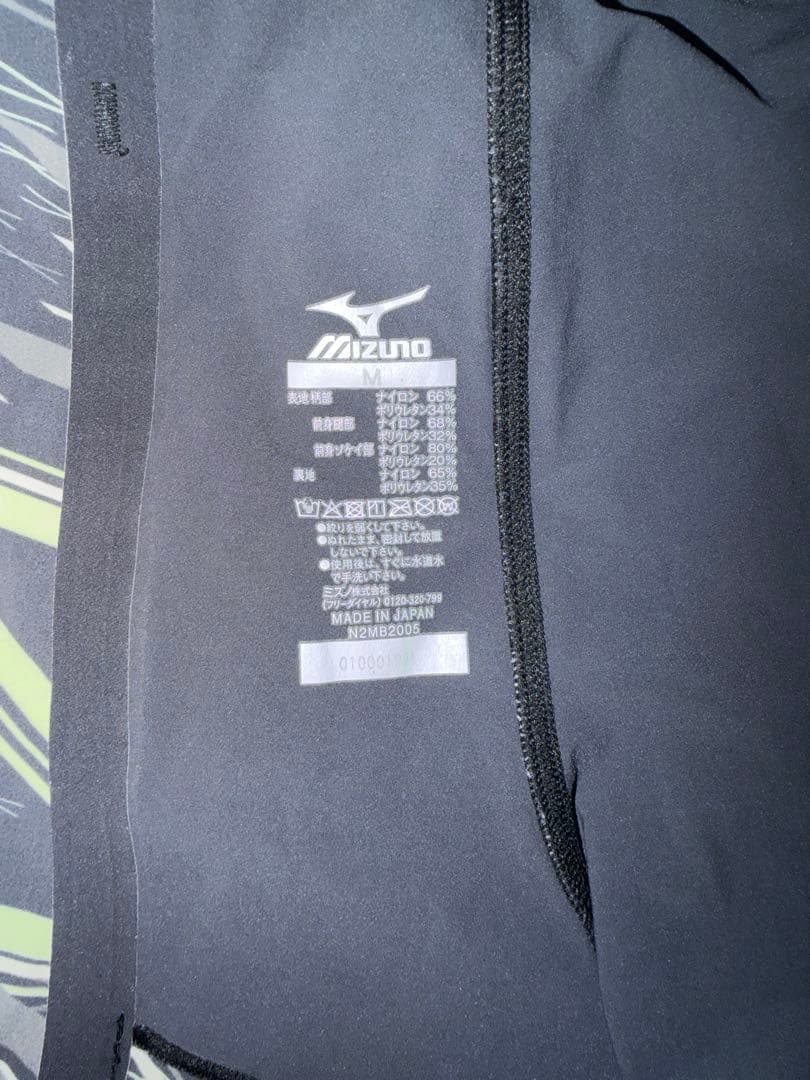 MIZUNO
M
表地柄部 ナイロン 66%
ポリウレタン34%
前身腿部 ナイロン 68%
ポリウレタン32%
前身ソケイ部 ナイロン 80%
ポリウレタン20%
裏地 ナイロン 65%
ポリウレタン35%
●絞りを弱くして下さい。
●ぬれたまま、密封して放置
しないで下さい。
●使用後は、すぐに水道水
で手洗い下さい。
ミズノ株式会社
(フリーダイヤル) 0120-320-799
MADE IN JAPAN
N2MB2005